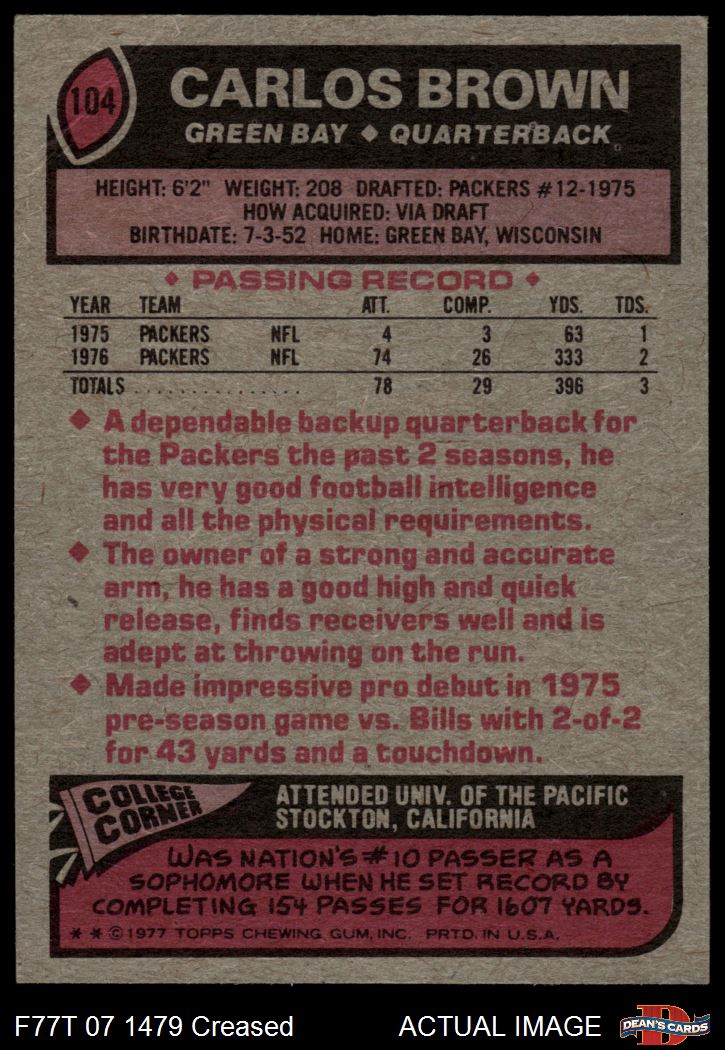 104
CARLOS BROWN
GREEN BAY ◆ QUARTERBACK
HEIGHT: 6'2" WEIGHT: 208 DRAFTED: PACKERS #12-1975
HOW ACQUIRED: VIA DRAFT
BIRTHDATE: 7-3-52 HOME: GREEN BAY, WISCONSIN
◆ PASSING RECORD ◆
YEAR TEAM ATT. COMP. YDS. TDS.
1975 PACKERS NFL 4 3 63 1
1976 PACKERS NFL 74 26 333 2
TOTALS . . . . . . . . . . . . . . . 78 29 396 3
◆ A dependable backup quarterback for
the Packers the past 2 seasons, he
has very good football intelligence
and all the physical requirements.
◆ The owner of a strong and accurate
arm, he has a good high and quick
release, finds receivers well and is
adept at throwing on the run.
◆ Made impressive pro debut in 1975
pre-season game vs. Bills with 2-of-2
for 43 yards and a touchdown.
COLLEGE
CORNER
ATTENDED UNIV. OF THE PACIFIC
STOCKTON, CALIFORNIA
WAS NATION'S #10 PASSER AS A
SOPHOMORE WHEN HE SET RECORD BY
COMPLETING 154 PASSES FOR 1607 YARDS.
* * © 1977 TOPPS CHEWING GUM, INC. PRTD. IN U.S.A.
F77T 07 1479 Creased ACTUAL IMAGE
D
DEAN'S CARDS